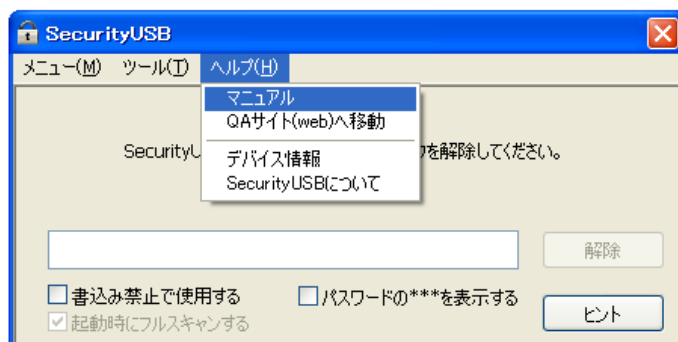 SecurityUSB
メニュー(M) ツール(T) ヘルプ(H)
マニュアル
QAサイト(web)へ移動
SecurityU を解除してください。
デバイス情報
SecurityUSBについて
解除
書込み禁止で使用する パスワードの***を表示する
起動時にフルスキャンする
ヒント